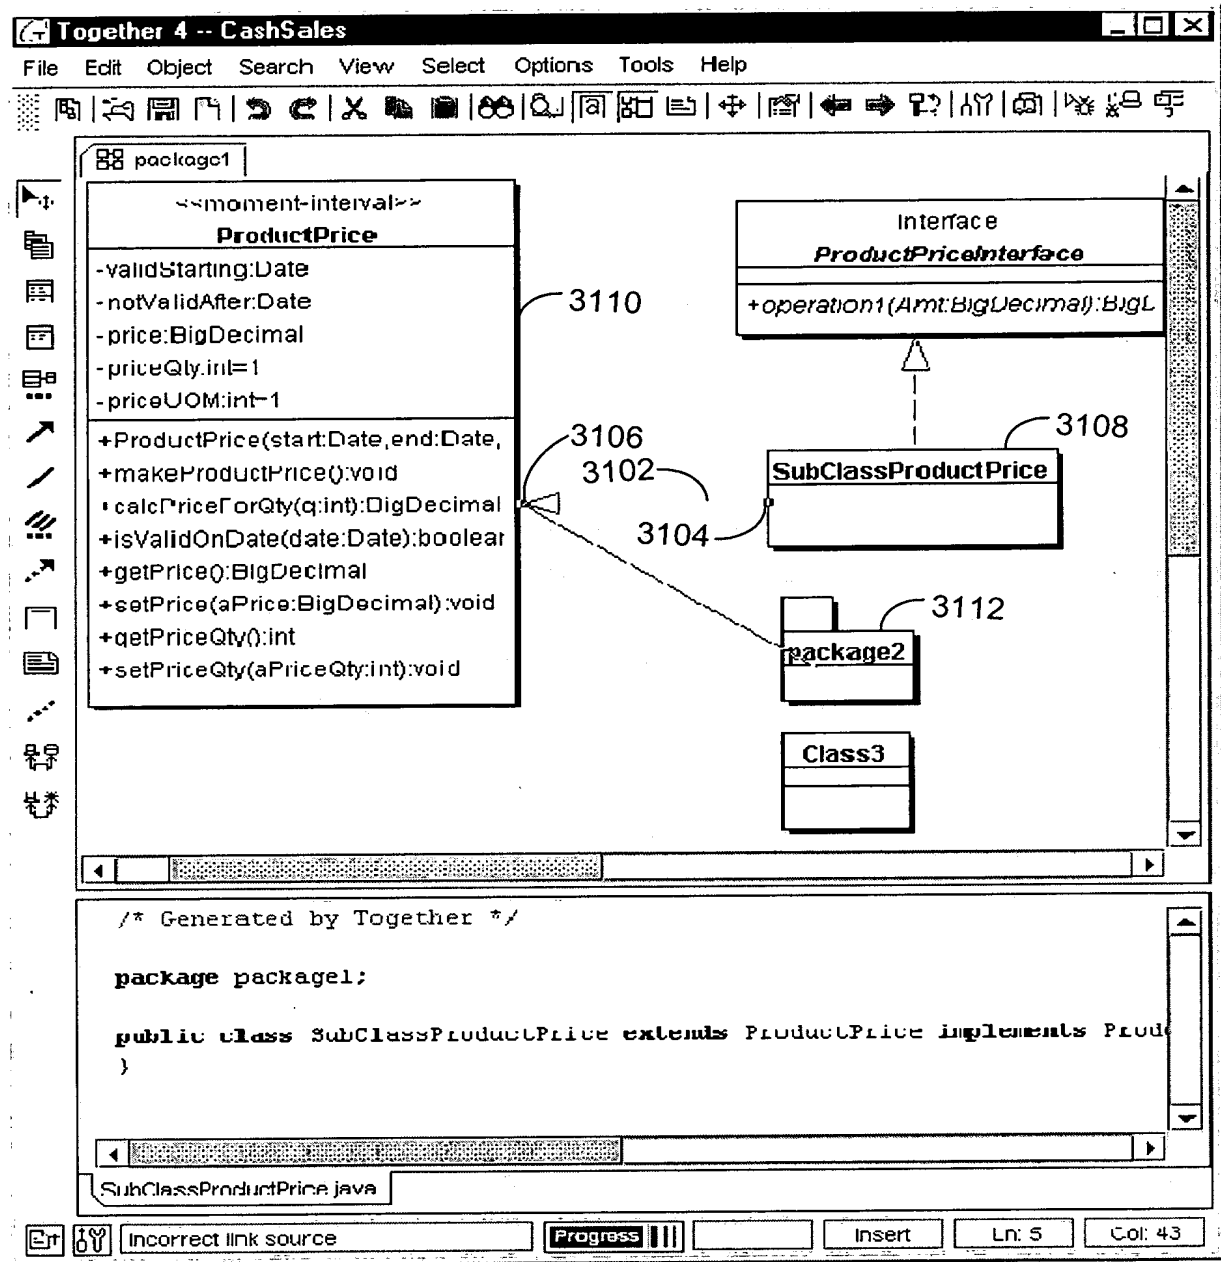 Together 4 -- CashSales
File Edit Object Search View Select Options Tools Help
package1
<<moment-interval>>
ProductPrice
-validStarting:Date
-notValidAfter:Date
-price:BigDecimal
-priceQty:int=1
-priceUOM:int=1
+ProductPrice(start:Date,end:Date,
+makeProductPrice():void
+calcPriceForQty(q:int):BigDecimal
+isValidOnDate(date:Date):boolear
+getPrice():BigDecimal
+setPrice(aPrice:BigDecimal):void
+getPriceQty():int
+setPriceQty(aPriceQty:int):void
3110
Interface
ProductPriceInterface
+operation1(Amt:BigDecimal):BigD
3106
3102
3104
3108
SubClassProductPrice
3112
package2
Class3
/* Generated by Together */
package package1;
public class SubClassProductPrice extends ProductPrice implements Prod
}
SubClassProductPrice.java
Incorrect link source
Progress
Insert
Ln: 5
Col: 43